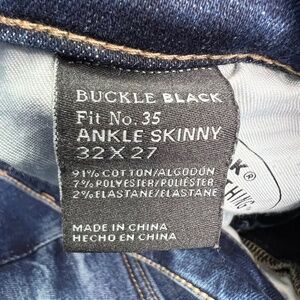 BUCKLE BLACK
Fit No. 35
ANKLE SKINNY
32 X 27
91% COTTON/ALGODÓN
7% POLYESTER/POLIÉSTER
2% ELASTANE/ELASTANE
MADE IN CHINA
HECHO EN CHINA